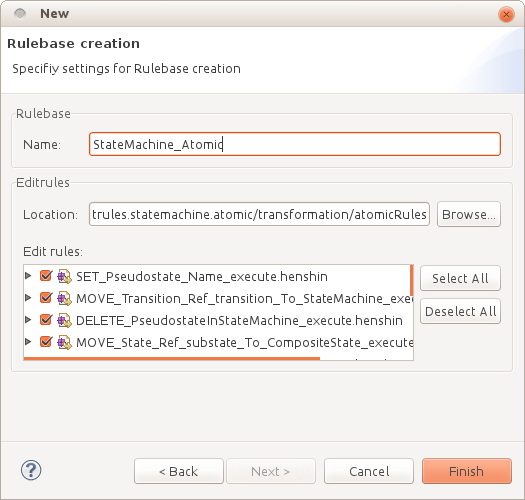 New
Rulebase creation
Specifiy settings for Rulebase creation
Rulebase
Name: StateMachine_Atomic
Editrules
Location: trules.statemachine.atomic/transformation/atomicRules Browse...
Edit rules:
SET_Pseudostate_Name_execute.henshin
Select All
MOVE_Transition_Ref_transition_To_StateMachine_exe
DELETE_PseudostateInStateMachine_execute.henshin
Deselect All
MOVE_State_Ref_substate_To_CompositeState_execute
? < Back Next > Cancel Finish